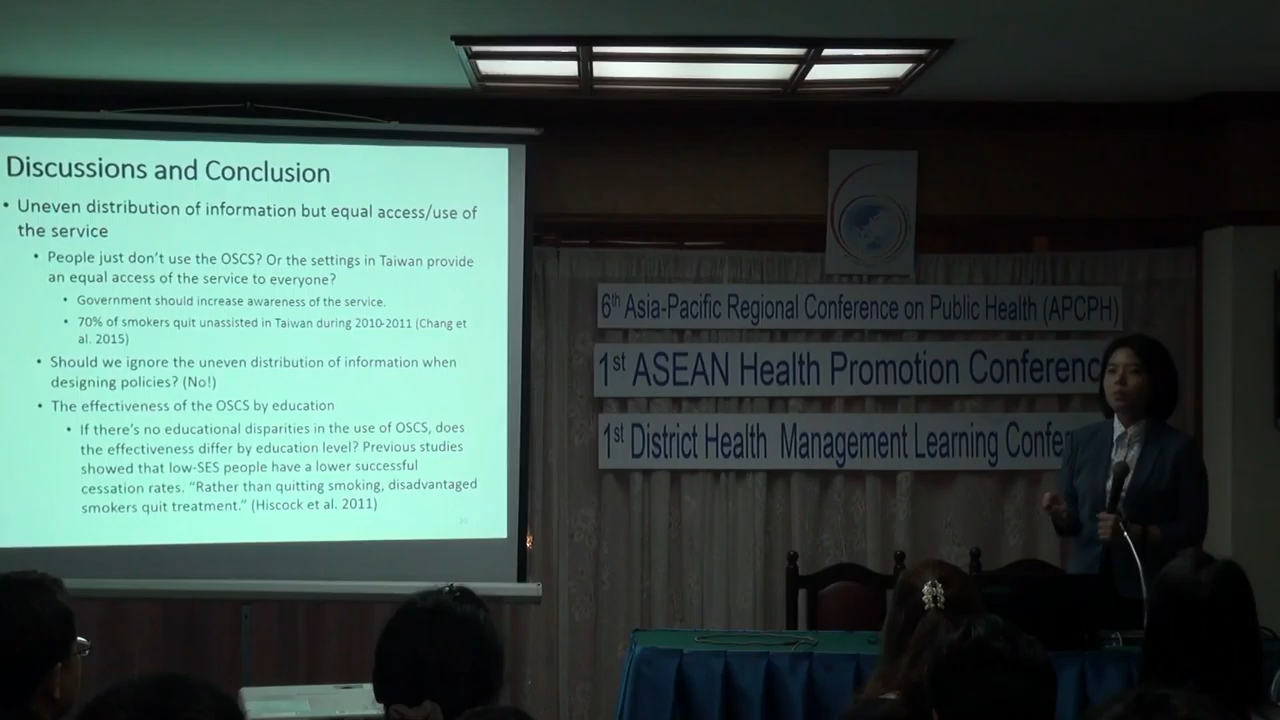 Discussions and Conclusion
• Uneven distribution of information but equal access/use of
the service
• People just don't use the OSCS? Or the settings in Taiwan provide
an equal access of the service to everyone?
• Government should increase awareness of the service.
• 70% of smokers quit unassisted in Taiwan during 2010-2011 (Chang et
al. 2015)
• Should we ignore the uneven distribution of information when
designing policies? (No!)
• The effectiveness of the OSCS by education
• If there's no educational disparities in the use of OSCS, does
the effectiveness differ by education level? Previous studies
showed that low-SES people have a lower successful
cessation rates. "Rather than quitting smoking, disadvantaged
smokers quit treatment." (Hiscock et al. 2011)
6th Asia-Pacific Regional Conference on Public Health (APCPH)
1st ASEAN Health Promotion Conferenc
1st District Health Management Learning Confer